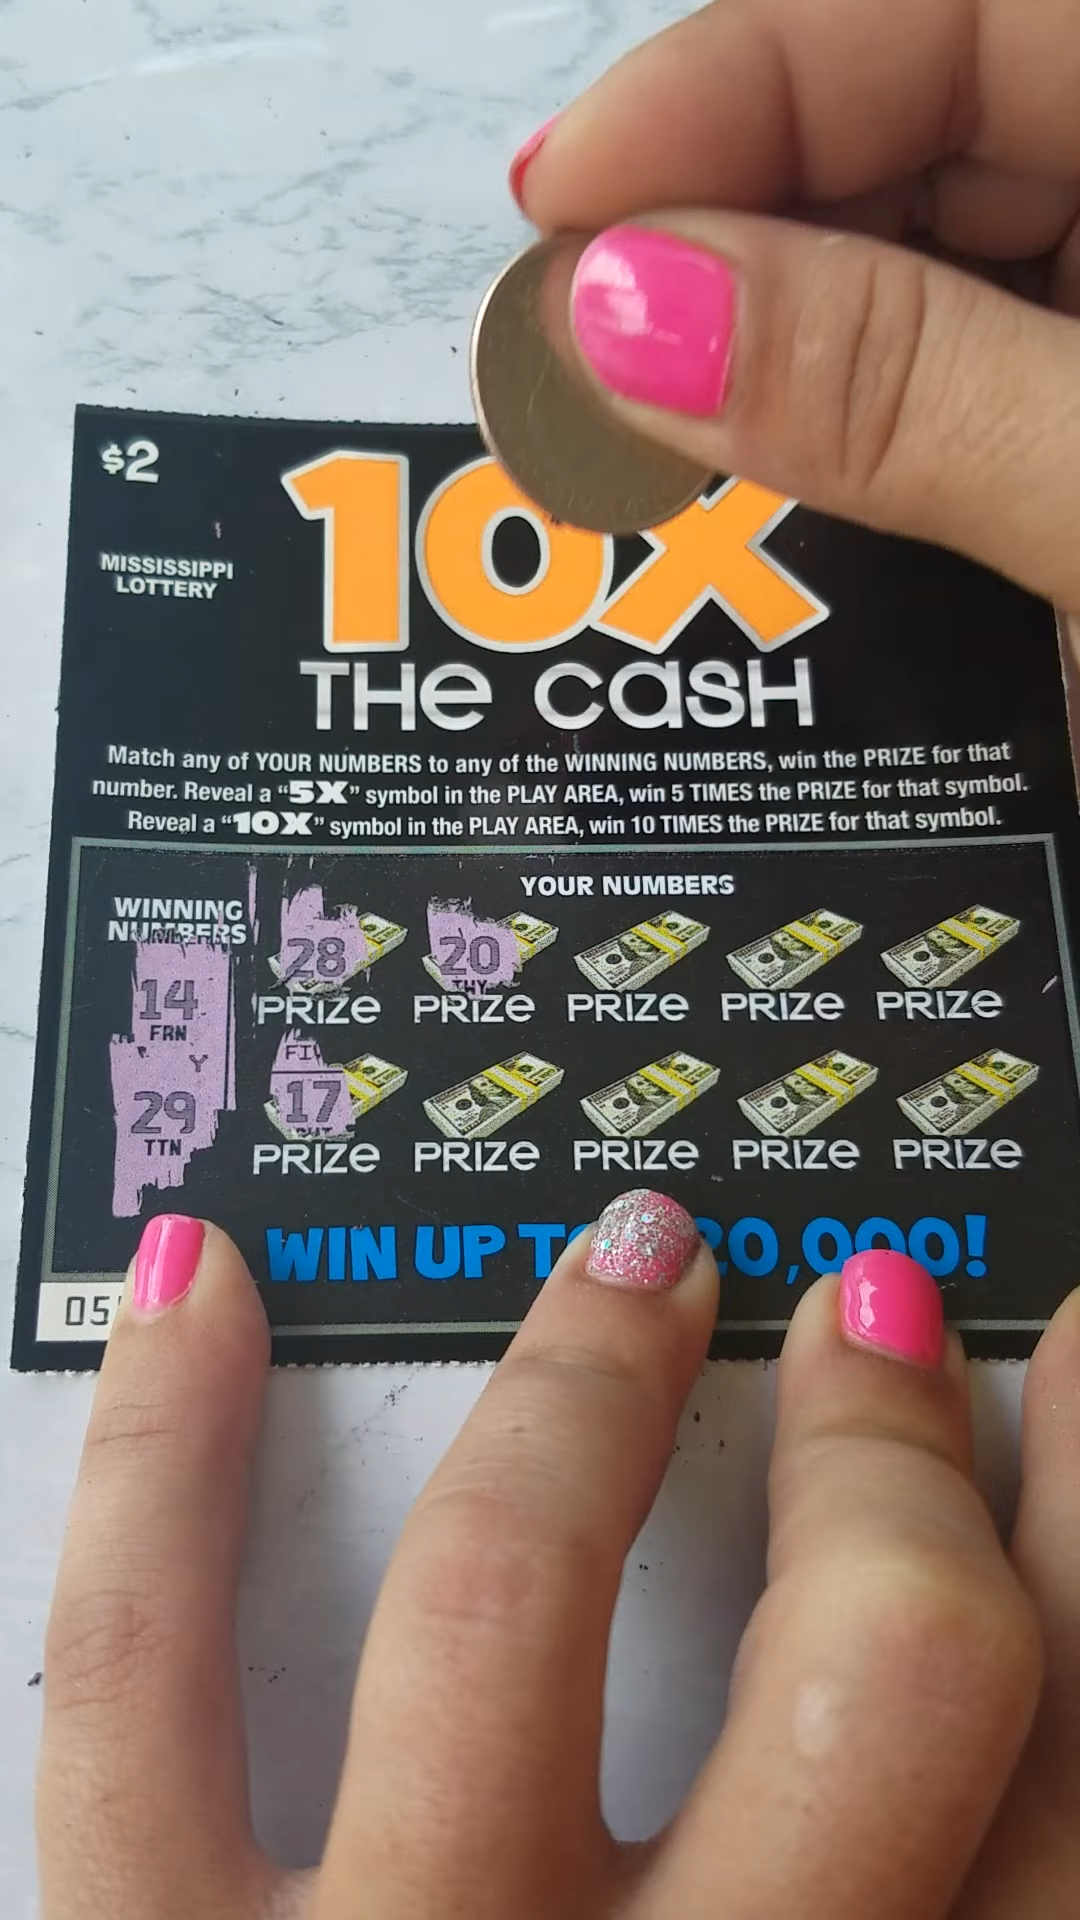 $2
MISSISSIPPI
LOTTERY
10X
THE CASH
Match any of YOUR NUMBERS to any of the WINNING NUMBERS, win the PRIZE for that
number. Reveal a “5X” symbol in the PLAY AREA, win 5 TIMES the PRIZE for that symbol.
Reveal a “10X” symbol in the PLAY AREA, win 10 TIMES the PRIZE for that symbol.
YOUR NUMBERS
WINNING
NUMBERS
14
FRN
29
TTN
28 20
THY
PRIZE PRIZE PRIZE PRIZE PRIZE
17
PRIZE PRIZE PRIZE PRIZE PRIZE
WIN UP 20,000!
05